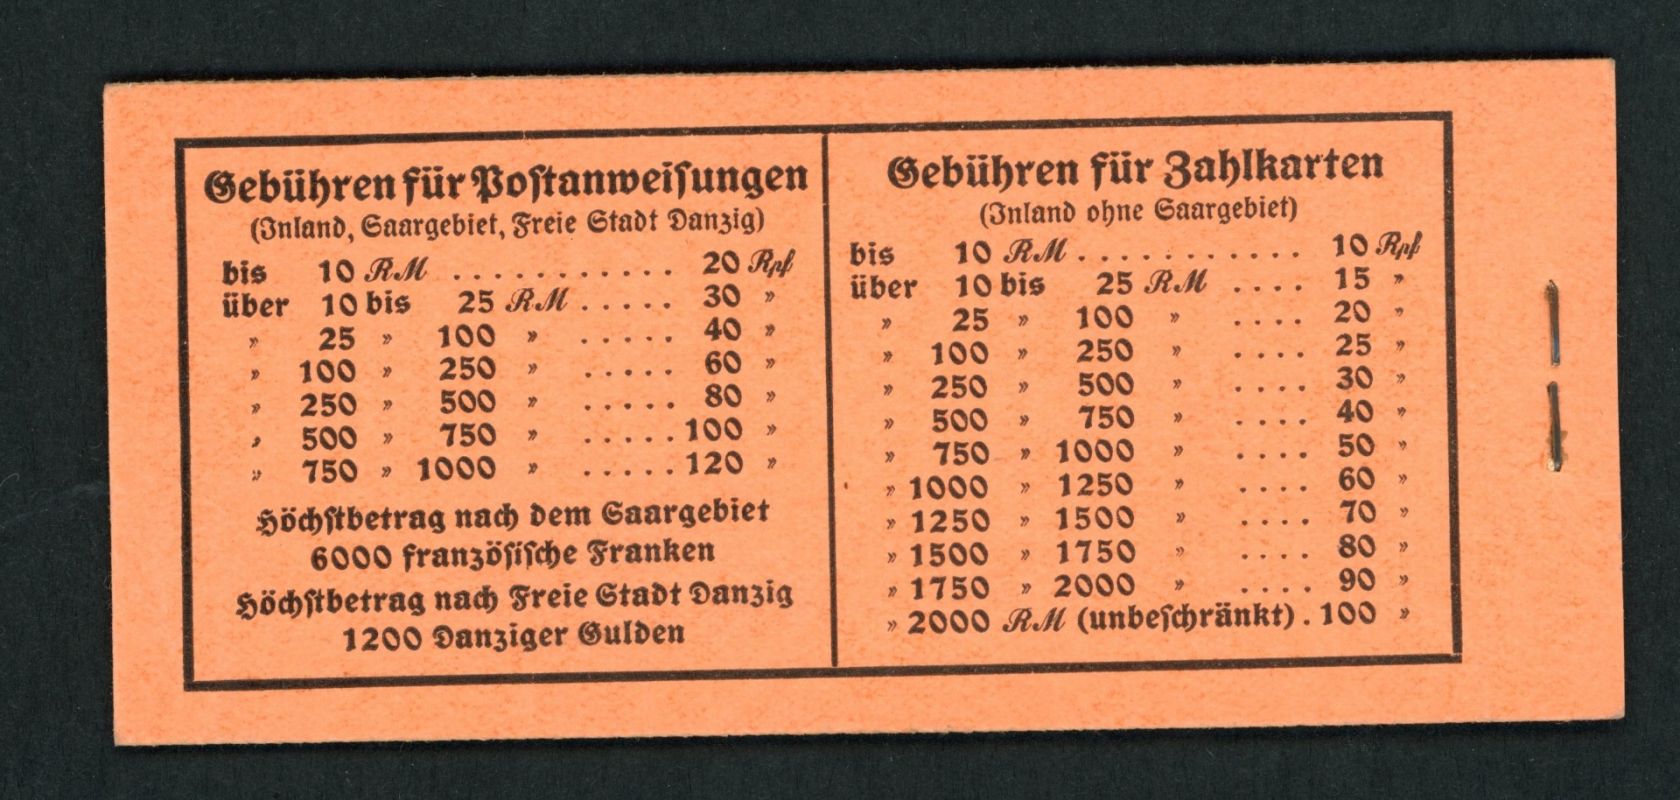 Gebühren für Postanweisungen
(Inland, Saargebiet, Freie Stadt Danzig)
bis 10 RM . . . . . . . . . . . 20 Rpf
über 10 bis 25 RM . . . . . 30 "
" 25 " 100 " . . . . . 40 "
" 100 " 250 " . . . . . 60 "
" 250 " 500 " . . . . . 80 "
" 500 " 750 " . . . . . 100 "
" 750 " 1000 " . . . . . 120 "
Höchstbetrag nach dem Saargebiet
6000 französische Franken
Höchstbetrag nach Freie Stadt Danzig
1200 Danziger Gulden
Gebühren für Zahlkarten
(Inland ohne Saargebiet)
bis 10 RM . . . . . . . . . . . 10 Rpf
über 10 bis 25 RM . . . . 15 "
" 25 " 100 " . . . . 20 "
" 100 " 250 " . . . . 25 "
" 250 " 500 " . . . . 30 "
" 500 " 750 " . . . . 40 "
" 750 " 1000 " . . . . 50 "
" 1000 " 1250 " . . . . 60 "
" 1250 " 1500 " . . . . 70 "
" 1500 " 1750 " . . . . 80 "
" 1750 " 2000 " . . . . 90 "
" 2000 RM (unbeschränkt) . 100 "